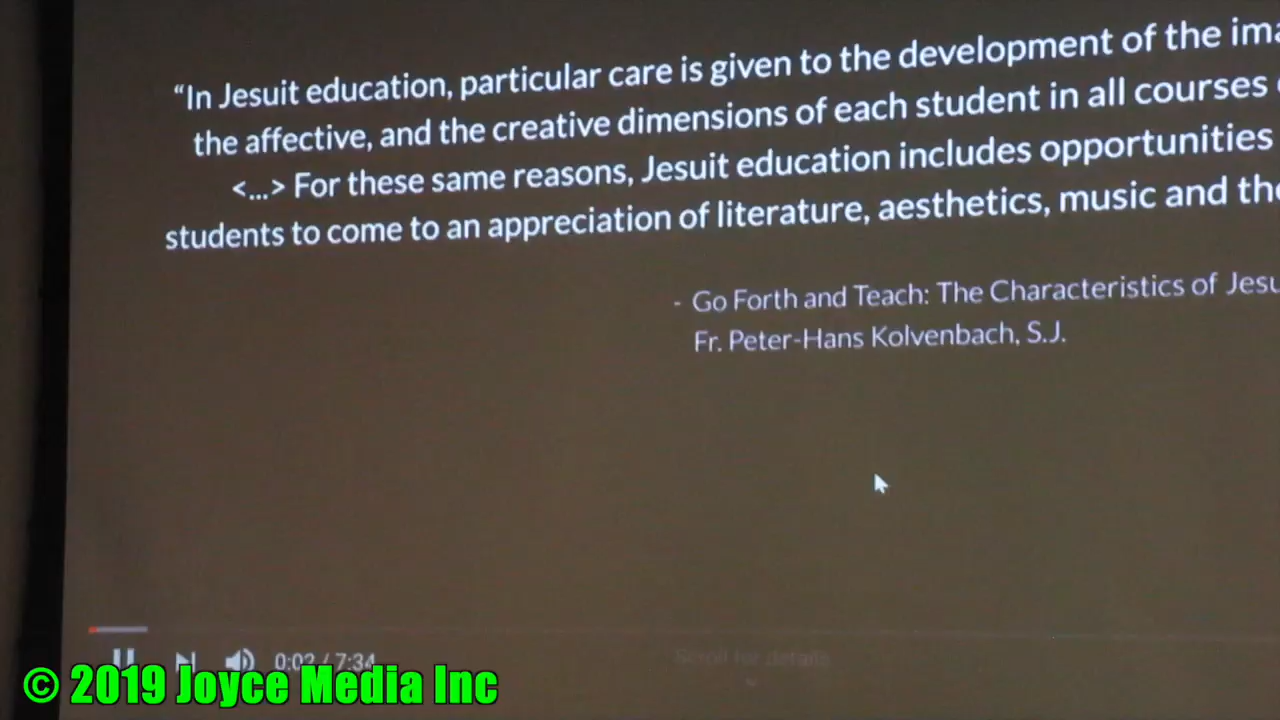 “In Jesuit education, particular care is given to the development of the
the affective, and the creative dimensions of each student in all courses
<...> For these same reasons, Jesuit education includes opportunities
students to come to an appreciation of literature, aesthetics, music and
- Go Forth and Teach: The Characteristics of
Fr. Peter-Hans Kolvenbach, S.J.
0:02 / 7:34
Scroll for details
© 2019 Joyce Media Inc